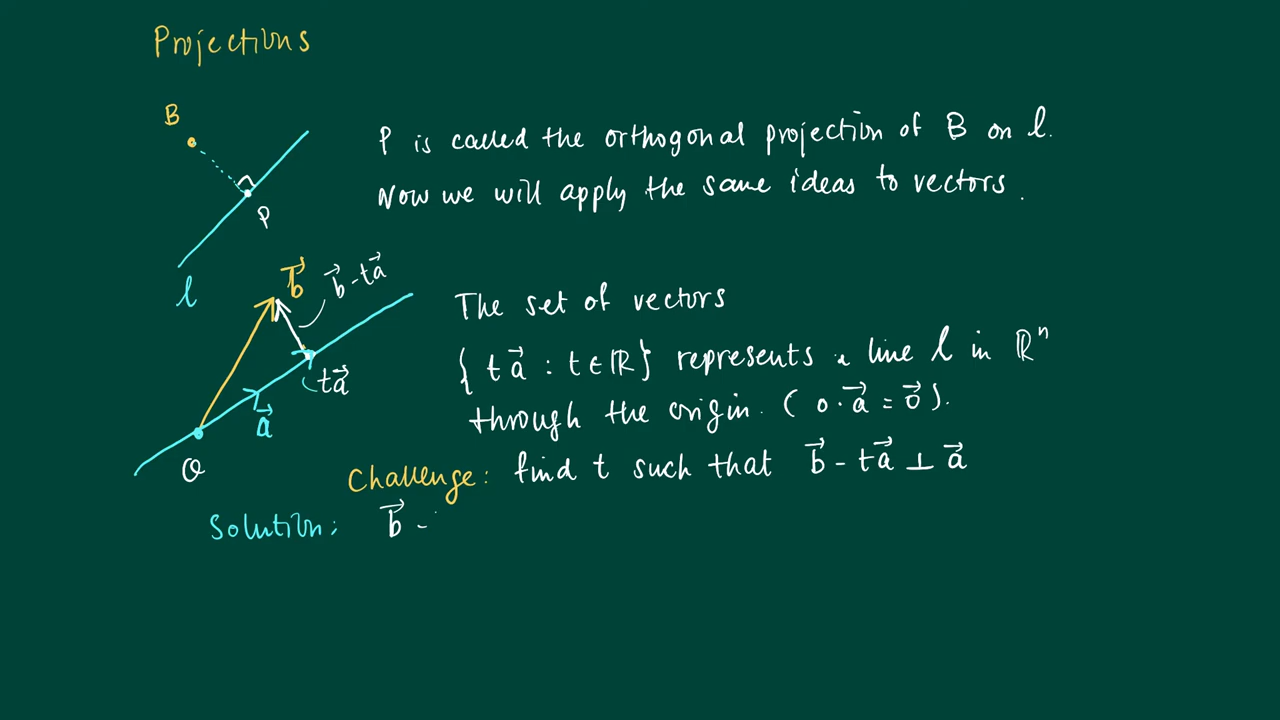 Projections
B
P is called the orthogonal projection of B on l.
Now we will apply the same ideas to vectors.
P
l
b⃗
b⃗ - ta⃗
The set of vectors
{ta⃗ : t ∈ ℝ} represents a line l in ℝⁿ
ta⃗
through the origin. (0·a⃗ = 0⃗).
a⃗
O
Challenge: find t such that b⃗ - ta⃗ ⊥ a⃗
Solution: b⃗ -